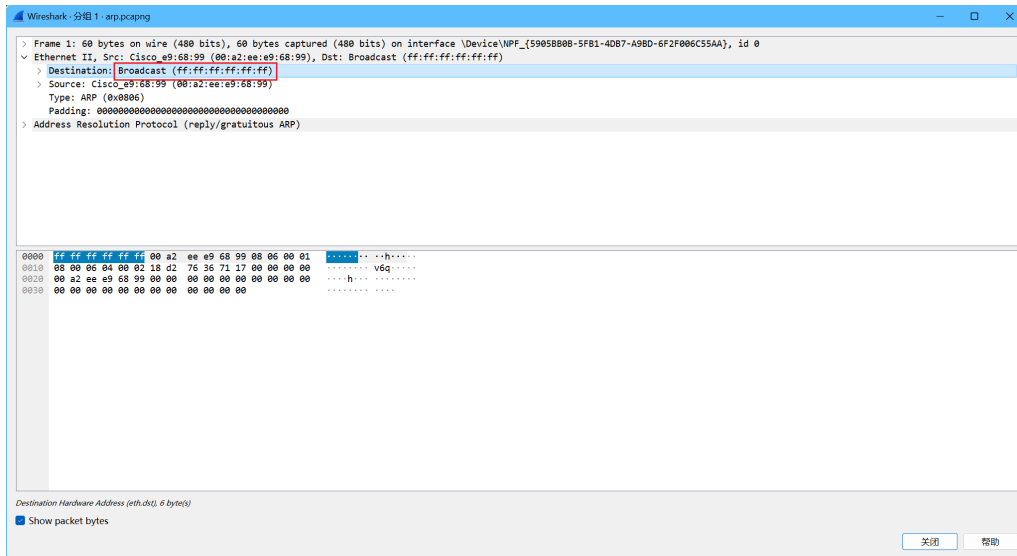 Wireshark · 分组 1 · arp.pcapng
> Frame 1: 60 bytes on wire (480 bits), 60 bytes captured (480 bits) on interface \Device\NPF_{5905BB0B-5FB1-4DB7-A9BD-6F2F006C55AA}, id 0
Ethernet II, Src: Cisco_e9:68:99 (00:a2:ee:e9:68:99), Dst: Broadcast (ff:ff:ff:ff:ff:ff)
> Destination: Broadcast (ff:ff:ff:ff:ff:ff)
> Source: Cisco_e9:68:99 (00:a2:ee:e9:68:99)
Type: ARP (0x0806)
Padding: 000000000000000000000000000000000000
> Address Resolution Protocol (reply/gratuitous ARP)
0000 ff ff ff ff ff ff 00 a2 ee e9 68 99 08 06 00 01 ········ ··h·····
0010 08 00 06 04 00 02 18 d2 76 36 71 17 00 00 00 00 ········ v6q·····
0020 00 a2 ee e9 68 99 00 00 00 00 00 00 00 00 00 00 ····h··· ········
0030 00 00 00 00 00 00 00 00 00 00 00 00 ········ ····
Destination Hardware Address (eth.dst), 6 byte(s)
Show packet bytes
关闭 帮助